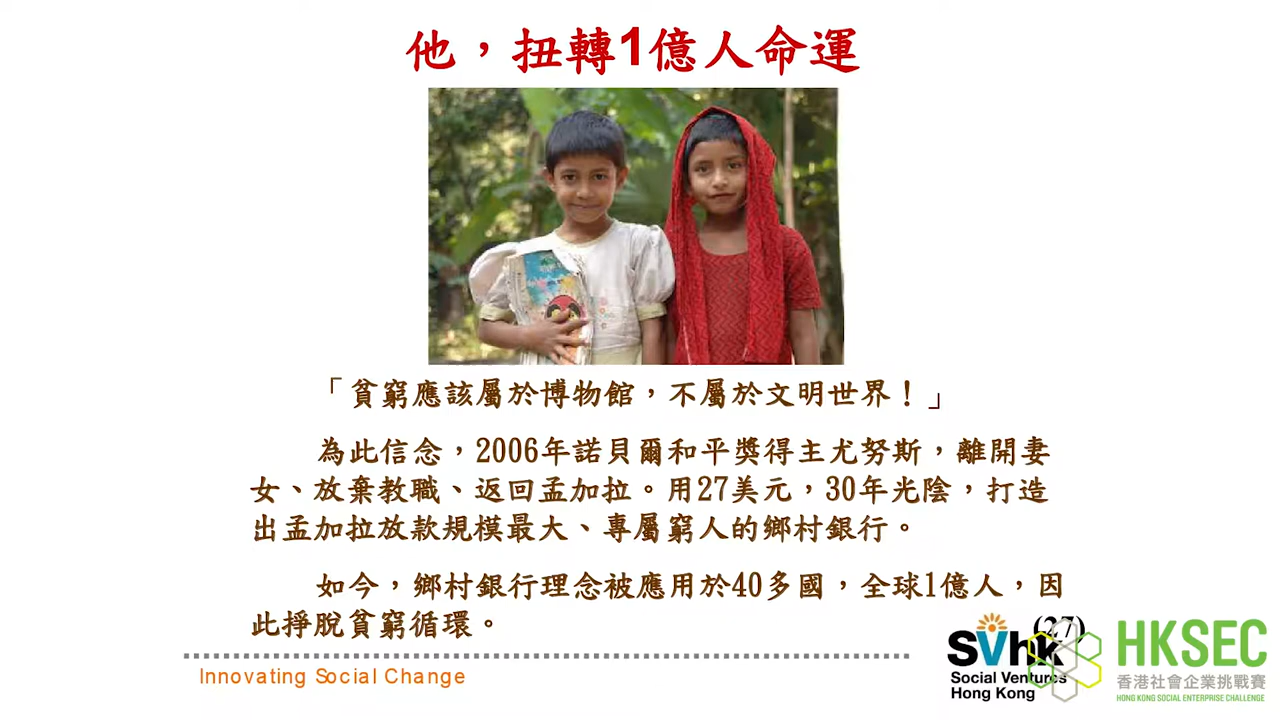 他，扭轉1億人命運
「貧窮應該屬於博物館，不屬於文明世界！」
為此信念，2006年諾貝爾和平獎得主尤努斯，離開妻
女、放棄教職、返回孟加拉。用27美元，30年光陰，打造
出孟加拉放款規模最大、專屬窮人的鄉村銀行。
如今，鄉村銀行理念被應用於40多國，全球1億人，因
此掙脫貧窮循環。
(27)
Innovating Social Change
SVhk
Social Ventures
Hong Kong
HKSEC
香港社會企業挑戰賽
HONG KONG SOCIAL ENTERPRISE CHALLENGE